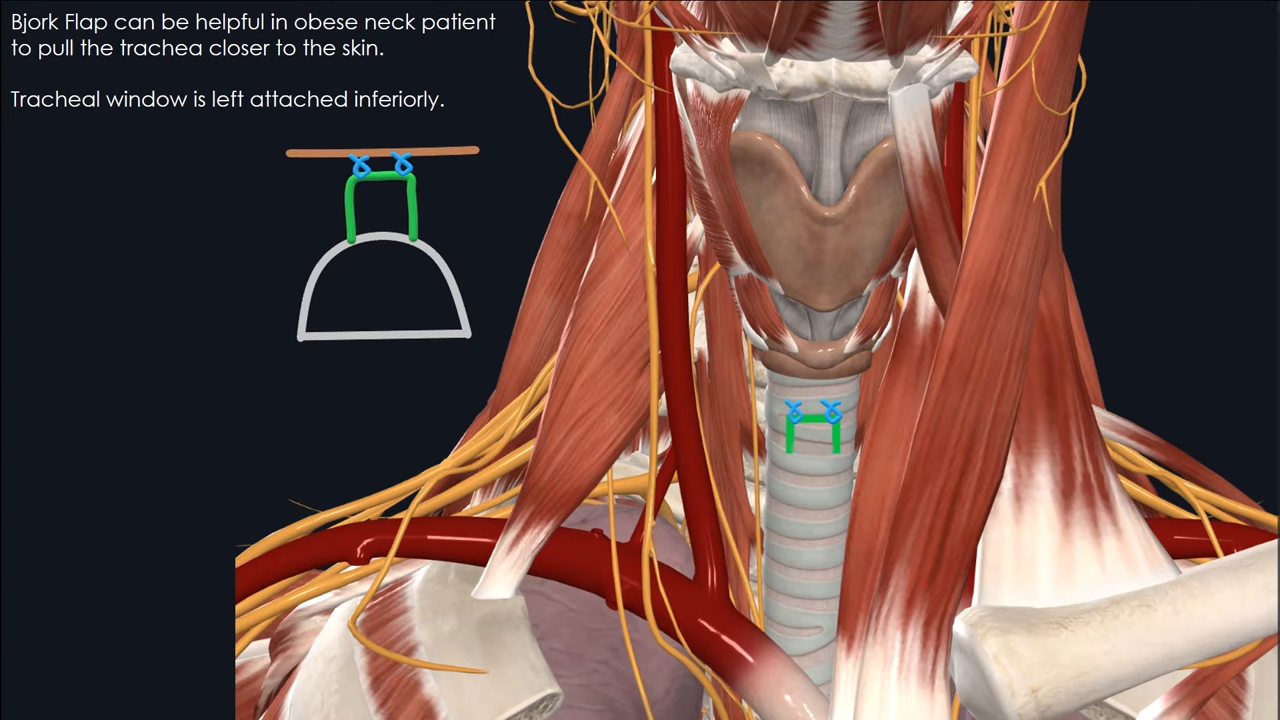 Bjork Flap can be helpful in obese neck patient
to pull the trachea closer to the skin.
Tracheal window is left attached inferiorly.